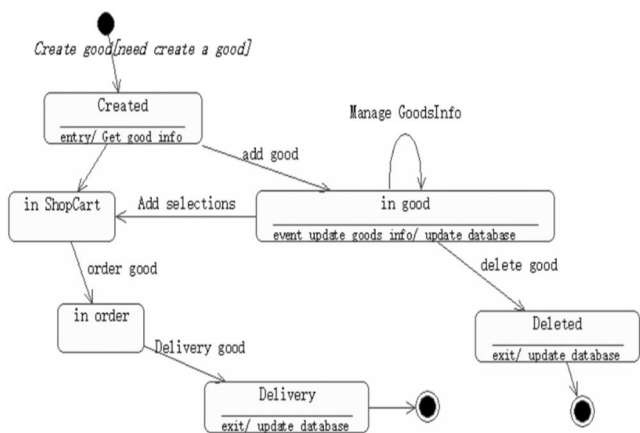 Create good[need create a good]
Created
entry/ Get good info
Manage GoodsInfo
add good
in ShopCart
Add selections
in good
event update goods info/ update database
order good
delete good
in order
Deleted
exit/ update database
Delivery good
Delivery
exit/ update database